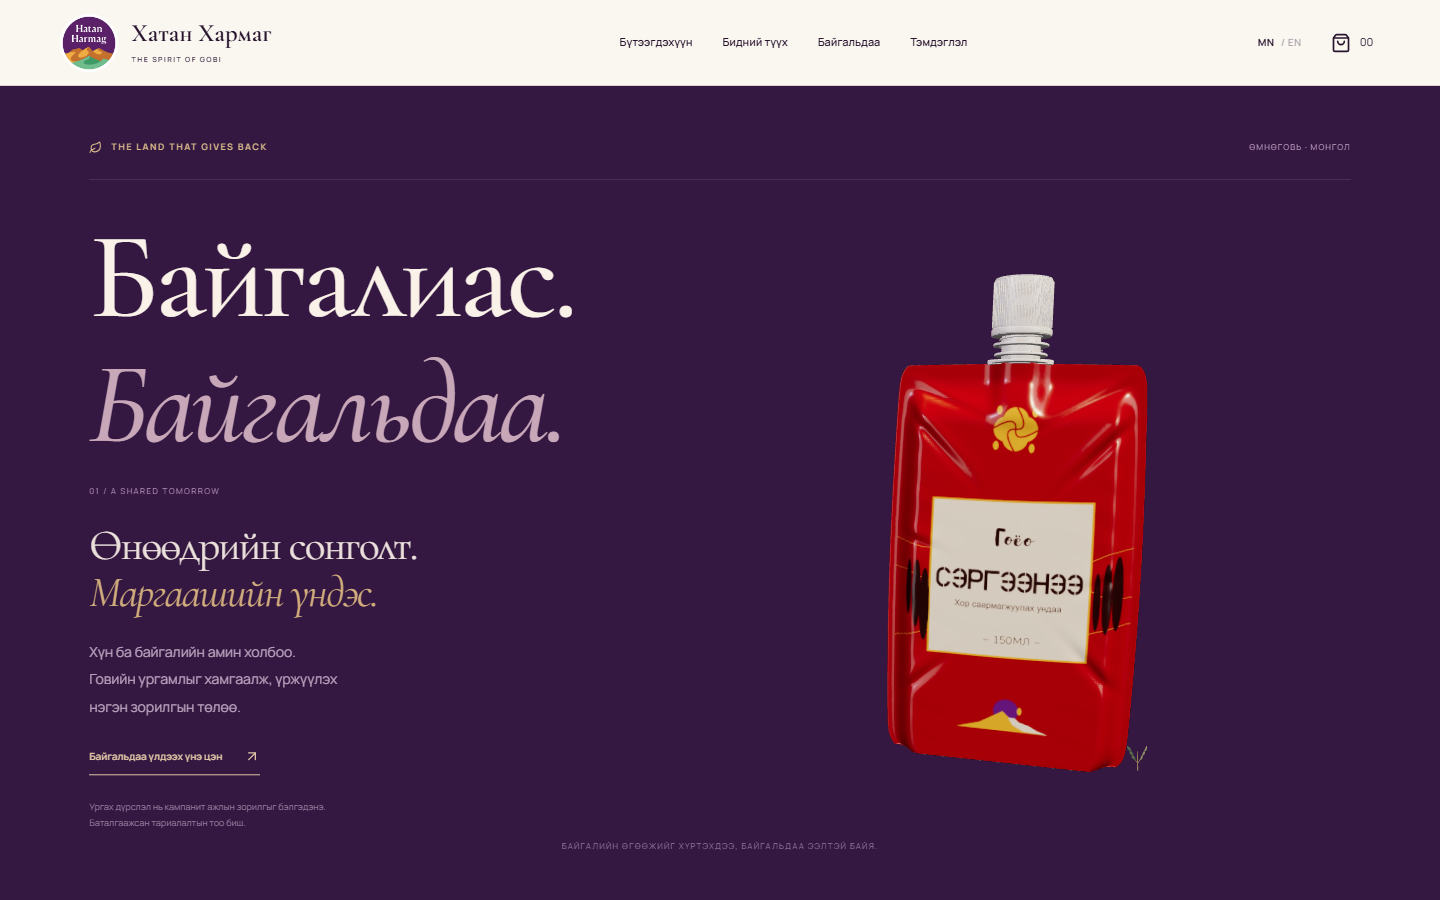 Hatan
Harmag
Хатан Хармаг
THE SPIRIT OF GOBI
Бүтээгдэхүүн
Бидний түүх
Байгальдаа
Тэмдэглэл
MN / EN
00
THE LAND THAT GIVES BACK
ӨМНӨГОВЬ · МОНГОЛ
Байгалиас.
Байгальдаа.
01 / A SHARED TOMORROW
Өнөөдрийн сонголт.
Маргаашийн үндэс.
Хүн ба байгалийн амин холбоо.
Говийн ургамлыг хамгаалж, үржүүлэх
нэгэн зорилгын төлөө.
Байгальдаа үлдээх үнэ цэн
Ургах дүрслэл нь кампанит ажлын зорилгыг бэлгэдэнэ.
Баталгаажсан тариалалтын тоо биш.
Гоёо
СЭРГЭЭНЭЭ
Хор саармагжуулах ундаа
– 150МЛ –
БАЙГАЛИЙН ӨГӨӨЖИЙГ ХҮРТЭХДЭЭ, БАЙГАЛЬДАА ЭЭЛТЭЙ БАЙЯ.